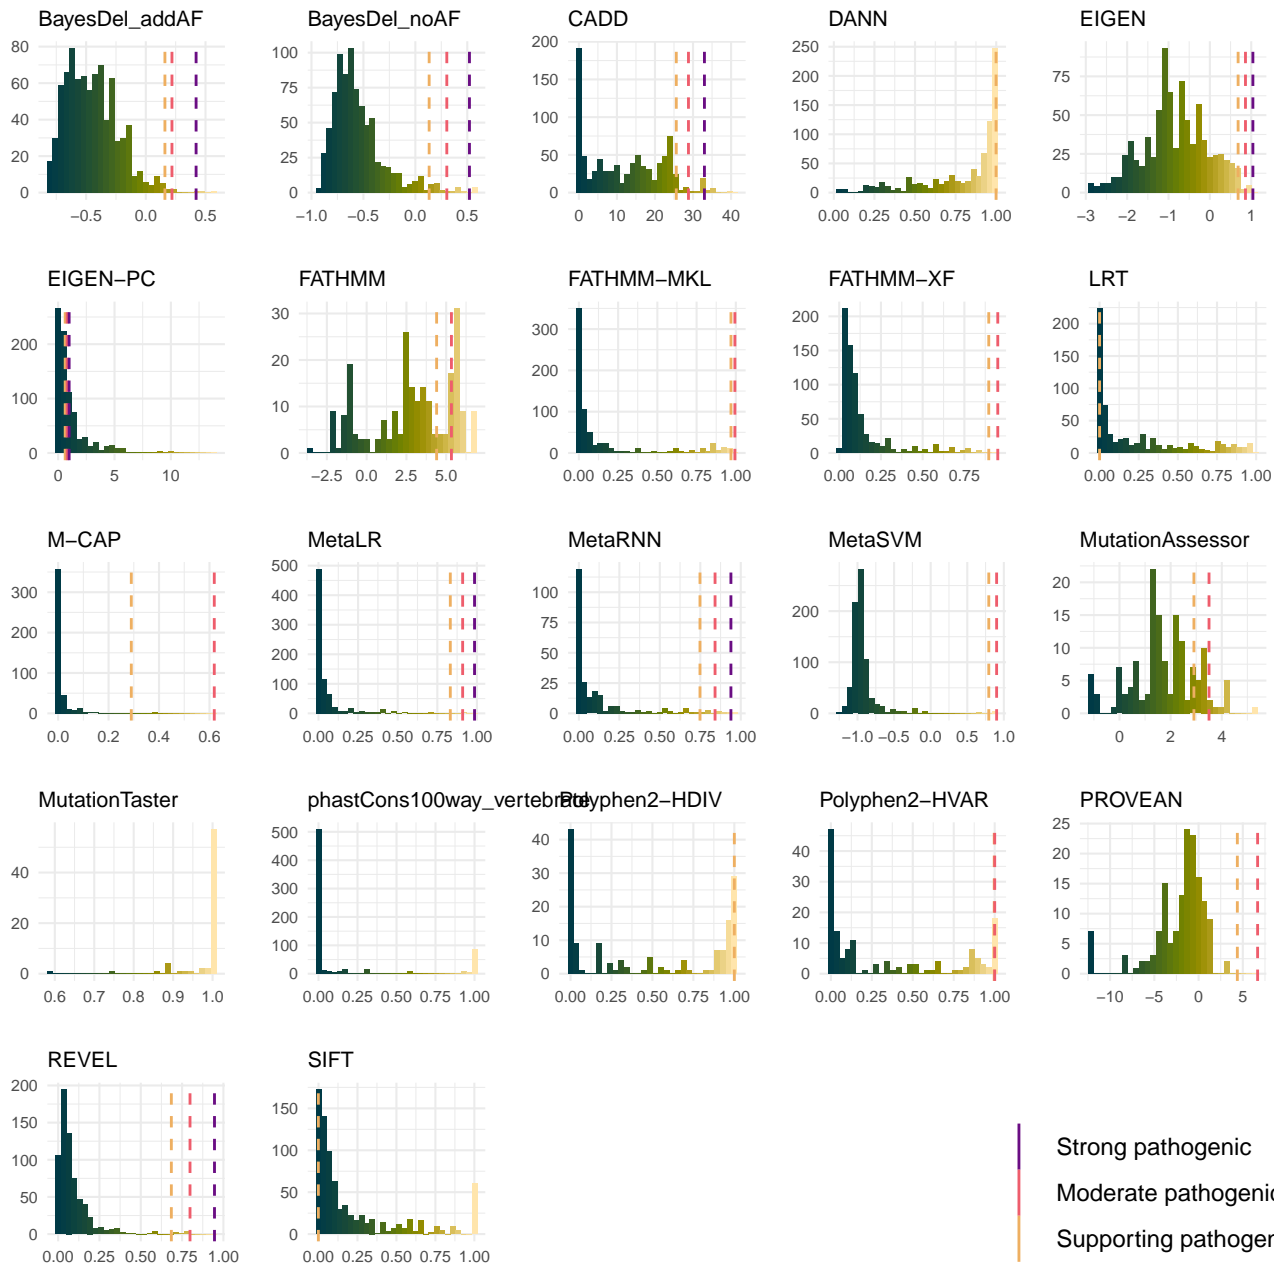 BayesDel_addAF
BayesDel_noAF
CADD
DANN
EIGEN
80
60
40
20
0
−0.5 0.0 0.5
100
75
50
25
0
−1.0 −0.5 0.0 0.5
200
150
100
50
0
0 10 20 30 40
250
200
150
100
50
0
0.00 0.25 0.50 0.75 1.00
75
50
25
0
−3 −2 −1 0 1
EIGEN−PC
FATHMM
FATHMM−MKL
FATHMM−XF
LRT
200
100
0
0 5 10
30
20
10
0
−2.5 0.0 2.5 5.0
300
200
100
0
0.00 0.25 0.50 0.75 1.00
200
150
100
50
0
0.00 0.25 0.50 0.75
200
150
100
50
0
0.00 0.25 0.50 0.75 1.00
M−CAP
MetaLR
MetaRNN
MetaSVM
MutationAssessor
300
200
100
0
0.0 0.2 0.4 0.6
500
400
300
200
100
0
0.00 0.25 0.50 0.75 1.00
100
75
50
25
0
0.00 0.25 0.50 0.75 1.00
200
100
0
−1.0 −0.5 0.0 0.5 1.0
20
15
10
5
0
0 2 4
MutationTaster
phastCons100way_vertebrate
Polyphen2−HDIV
Polyphen2−HVAR
PROVEAN
40
20
0
0.6 0.7 0.8 0.9 1.0
500
400
300
200
100
0
0.00 0.25 0.50 0.75 1.00
40
30
20
10
0
0.00 0.25 0.50 0.75 1.00
40
30
20
10
0
0.00 0.25 0.50 0.75 1.00
25
20
15
10
5
0
−10 −5 0 5
REVEL
SIFT
200
150
100
50
0
0.00 0.25 0.50 0.75 1.00
150
100
50
0
0.00 0.25 0.50 0.75 1.00
Strong pathogenic
Moderate pathogenic
Supporting pathoger